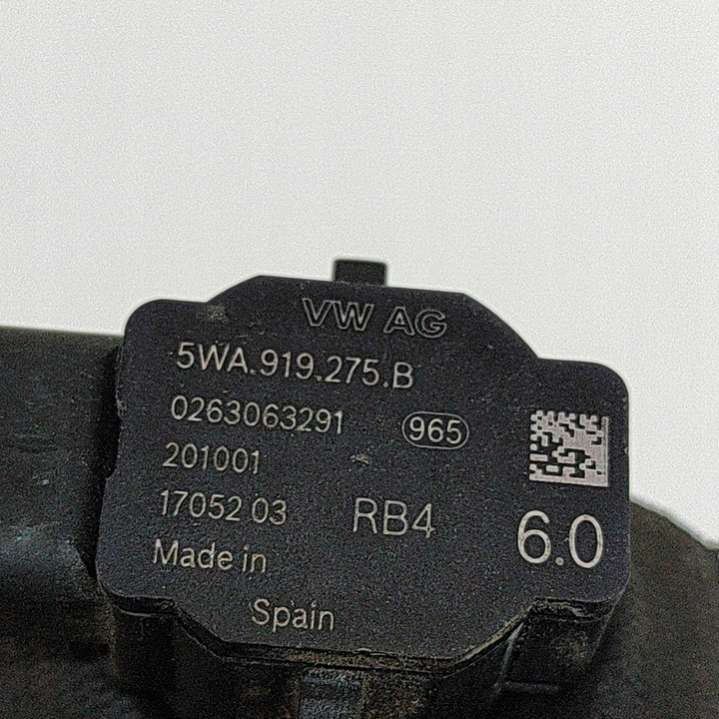 VW AG
5WA.919.275.B
0263063291 965
201001
17052 03 RB4 6.0
Made in
Spain